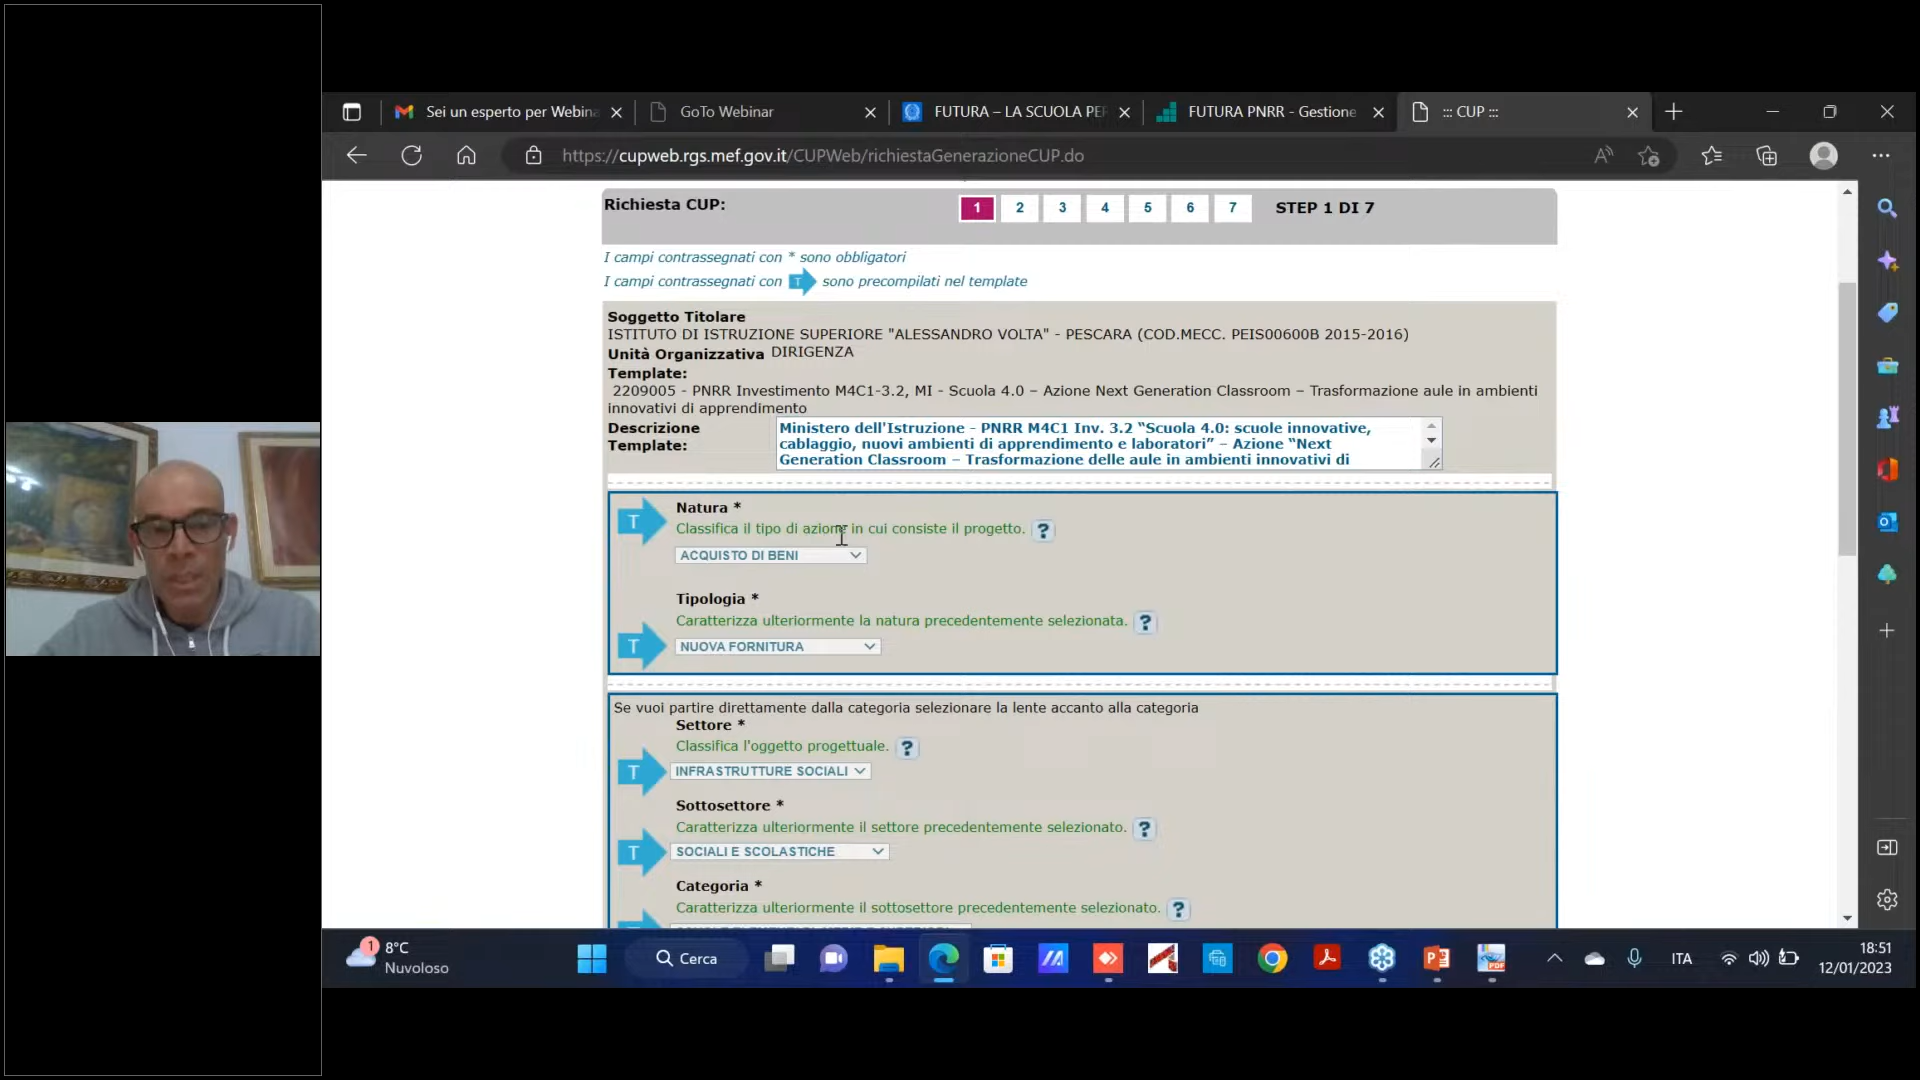 Sei un esperto per Webina
GoTo Webinar
FUTURA – LA SCUOLA PER
FUTURA PNRR - Gestione
::: CUP :::
https://cupweb.rgs.mef.gov.it/CUPWeb/richiestaGenerazioneCUP.do
Richiesta CUP:
1 2 3 4 5 6 7 STEP 1 DI 7
I campi contrassegnati con * sono obbligatori
I campi contrassegnati con T sono precompilati nel template
Soggetto Titolare
ISTITUTO DI ISTRUZIONE SUPERIORE "ALESSANDRO VOLTA" - PESCARA (COD.MECC. PEIS00600B 2015-2016)
Unità Organizzativa DIRIGENZA
Template:
2209005 - PNRR Investimento M4C1-3.2, MI - Scuola 4.0 – Azione Next Generation Classroom – Trasformazione aule in ambienti
innovativi di apprendimento
Descrizione
Template:
Ministero dell'Istruzione - PNRR M4C1 Inv. 3.2 “Scuola 4.0: scuole innovative,
cablaggio, nuovi ambienti di apprendimento e laboratori” – Azione “Next
Generation Classroom – Trasformazione delle aule in ambienti innovativi di
T Natura *
Classifica il tipo di azione in cui consiste il progetto. ?
ACQUISTO DI BENI
Tipologia *
Caratterizza ulteriormente la natura precedentemente selezionata. ?
T NUOVA FORNITURA
Se vuoi partire direttamente dalla categoria selezionare la lente accanto alla categoria
Settore *
Classifica l'oggetto progettuale. ?
T INFRASTRUTTURE SOCIALI
Sottosettore *
Caratterizza ulteriormente il settore precedentemente selezionato. ?
T SOCIALI E SCOLASTICHE
Categoria *
Caratterizza ulteriormente il sottosettore precedentemente selezionato. ?
1
8°C
Nuvoloso
Cerca
ITA
18:51
12/01/2023